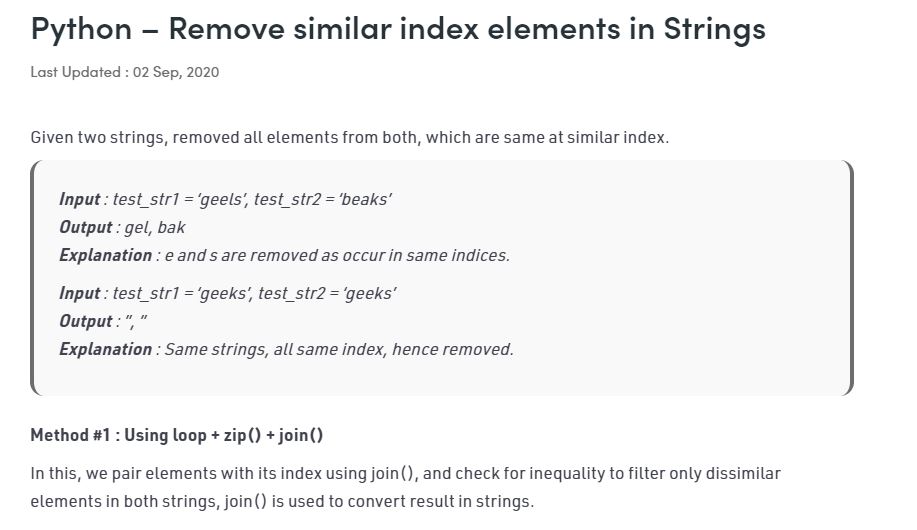 Python – Remove similar index elements in Strings
Last Updated : 02 Sep, 2020
Given two strings, removed all elements from both, which are same at similar index.
Input : test_str1 = ‘geels’, test_str2 = ‘beaks’
Output : gel, bak
Explanation : e and s are removed as occur in same indices.
Input : test_str1 = ‘geeks’, test_str2 = ‘geeks’
Output : ”, ”
Explanation : Same strings, all same index, hence removed.
Method #1 : Using loop + zip() + join()
In this, we pair elements with its index using join(), and check for inequality to filter only dissimilar
elements in both strings, join() is used to convert result in strings.